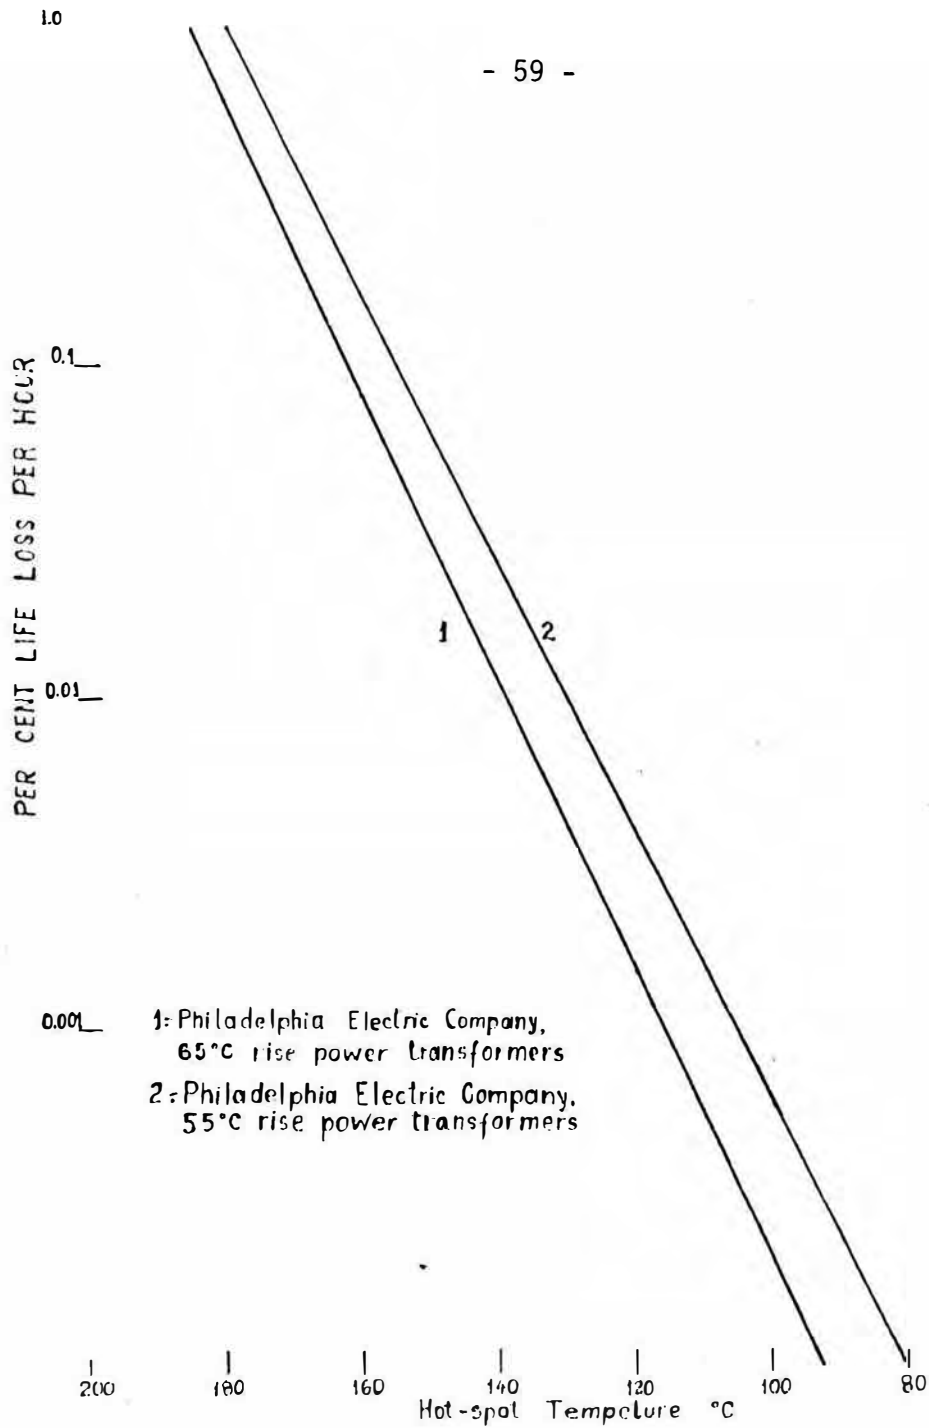 1.0
- 59 -
0.1
PER CENT LIFE LOSS PER HOUR
1
2
0.01
0.001
1=Philadelphia Electric Company,
65°C rise power transformers
2=Philadelphia Electric Company,
55°C rise power transformers
200 180 160 140 120 100 80
Hot-spot Tempelure °C